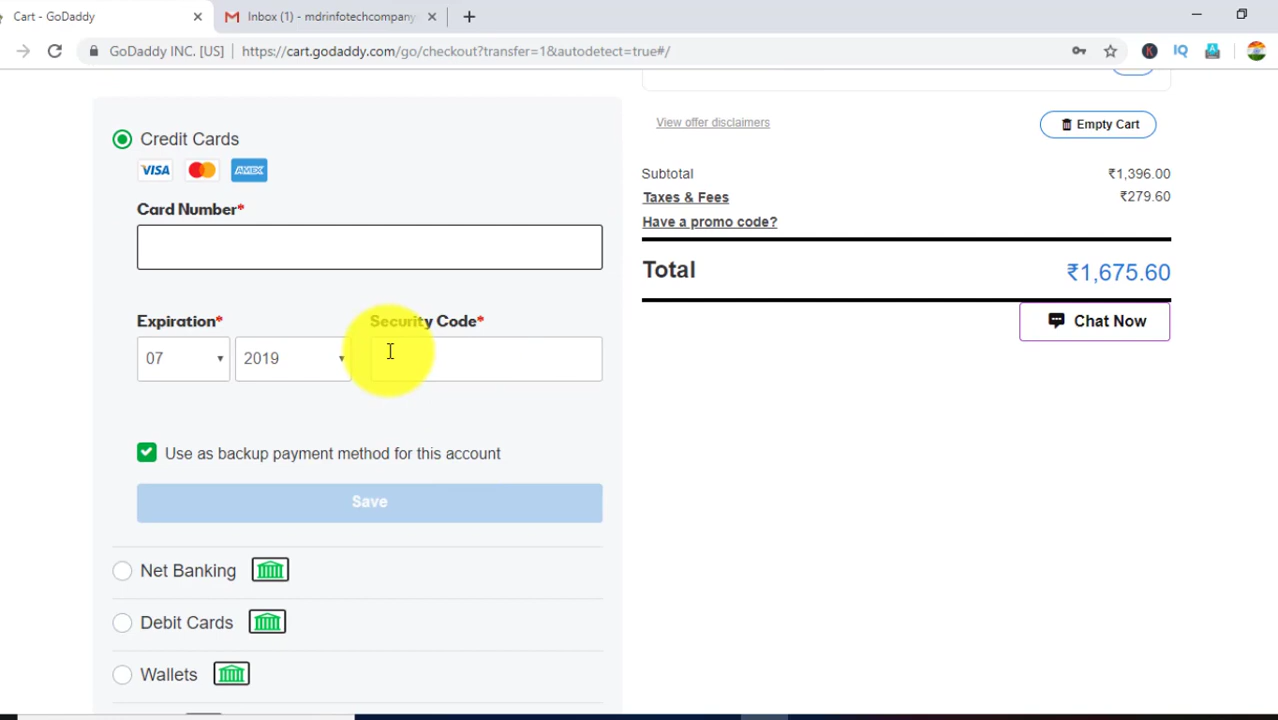 Cart - GoDaddy
Inbox (1) - mdrinfotechcompany
GoDaddy INC. [US] https://cart.godaddy.com/go/checkout?transfer=1&autodetect=true#/
IQ
Credit Cards
VISA AMEX
Card Number*
Expiration* Security Code*
07 2019
Use as backup payment method for this account
Save
Net Banking
Debit Cards
Wallets
View offer disclaimers Empty Cart
Subtotal ₹1,396.00
Taxes & Fees ₹279.60
Have a promo code?
Total ₹1,675.60
Chat Now